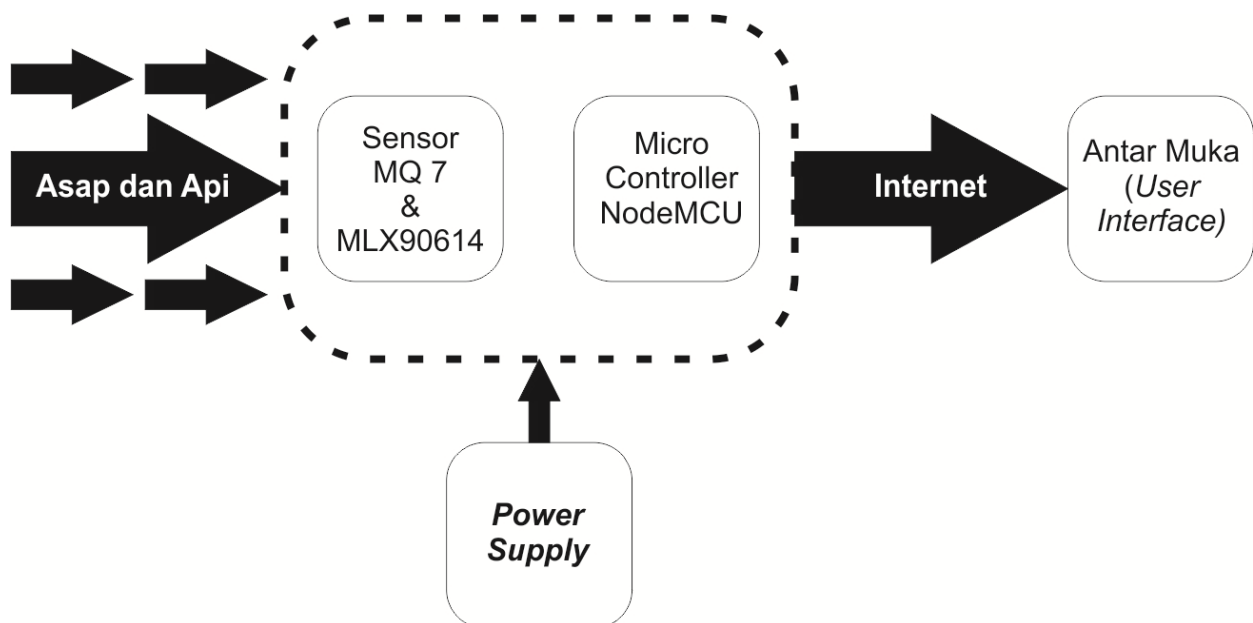 Asap dan Api
Sensor
MQ 7
&
MLX90614
Micro
Controller
NodeMCU
Internet
Antar Muka
(User
Interface)
Power
Supply